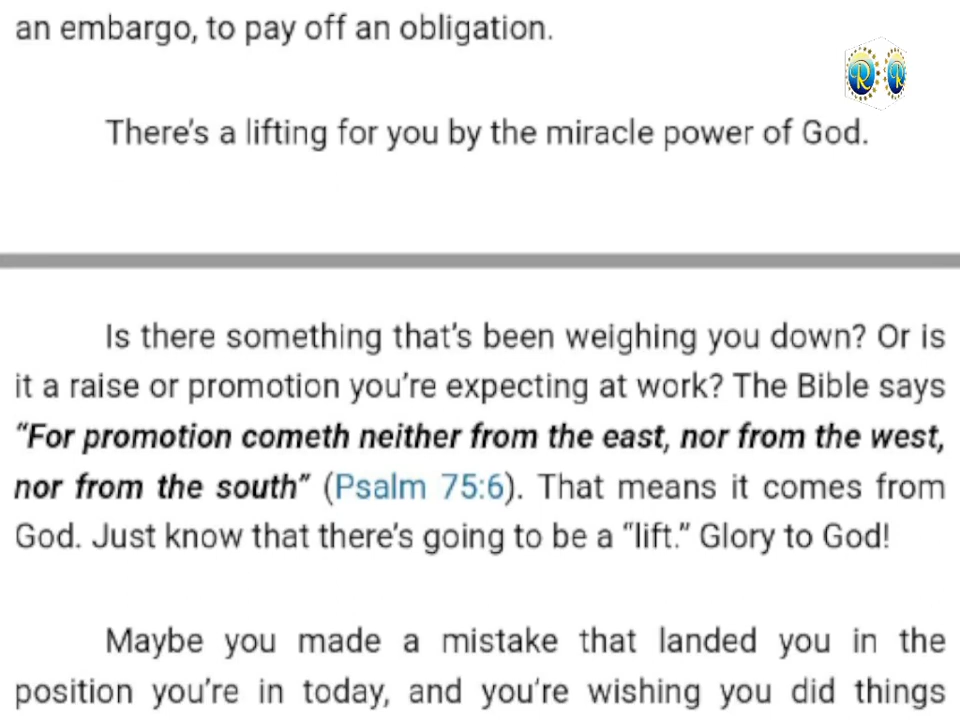 an embargo, to pay off an obligation.
There's a lifting for you by the miracle power of God.
Is there something that's been weighing you down? Or is
it a raise or promotion you're expecting at work? The Bible says
“For promotion cometh neither from the east, nor from the west,
nor from the south” (Psalm 75:6). That means it comes from
God. Just know that there's going to be a “lift.” Glory to God!
Maybe you made a mistake that landed you in the
position you're in today, and you're wishing you did things
R R